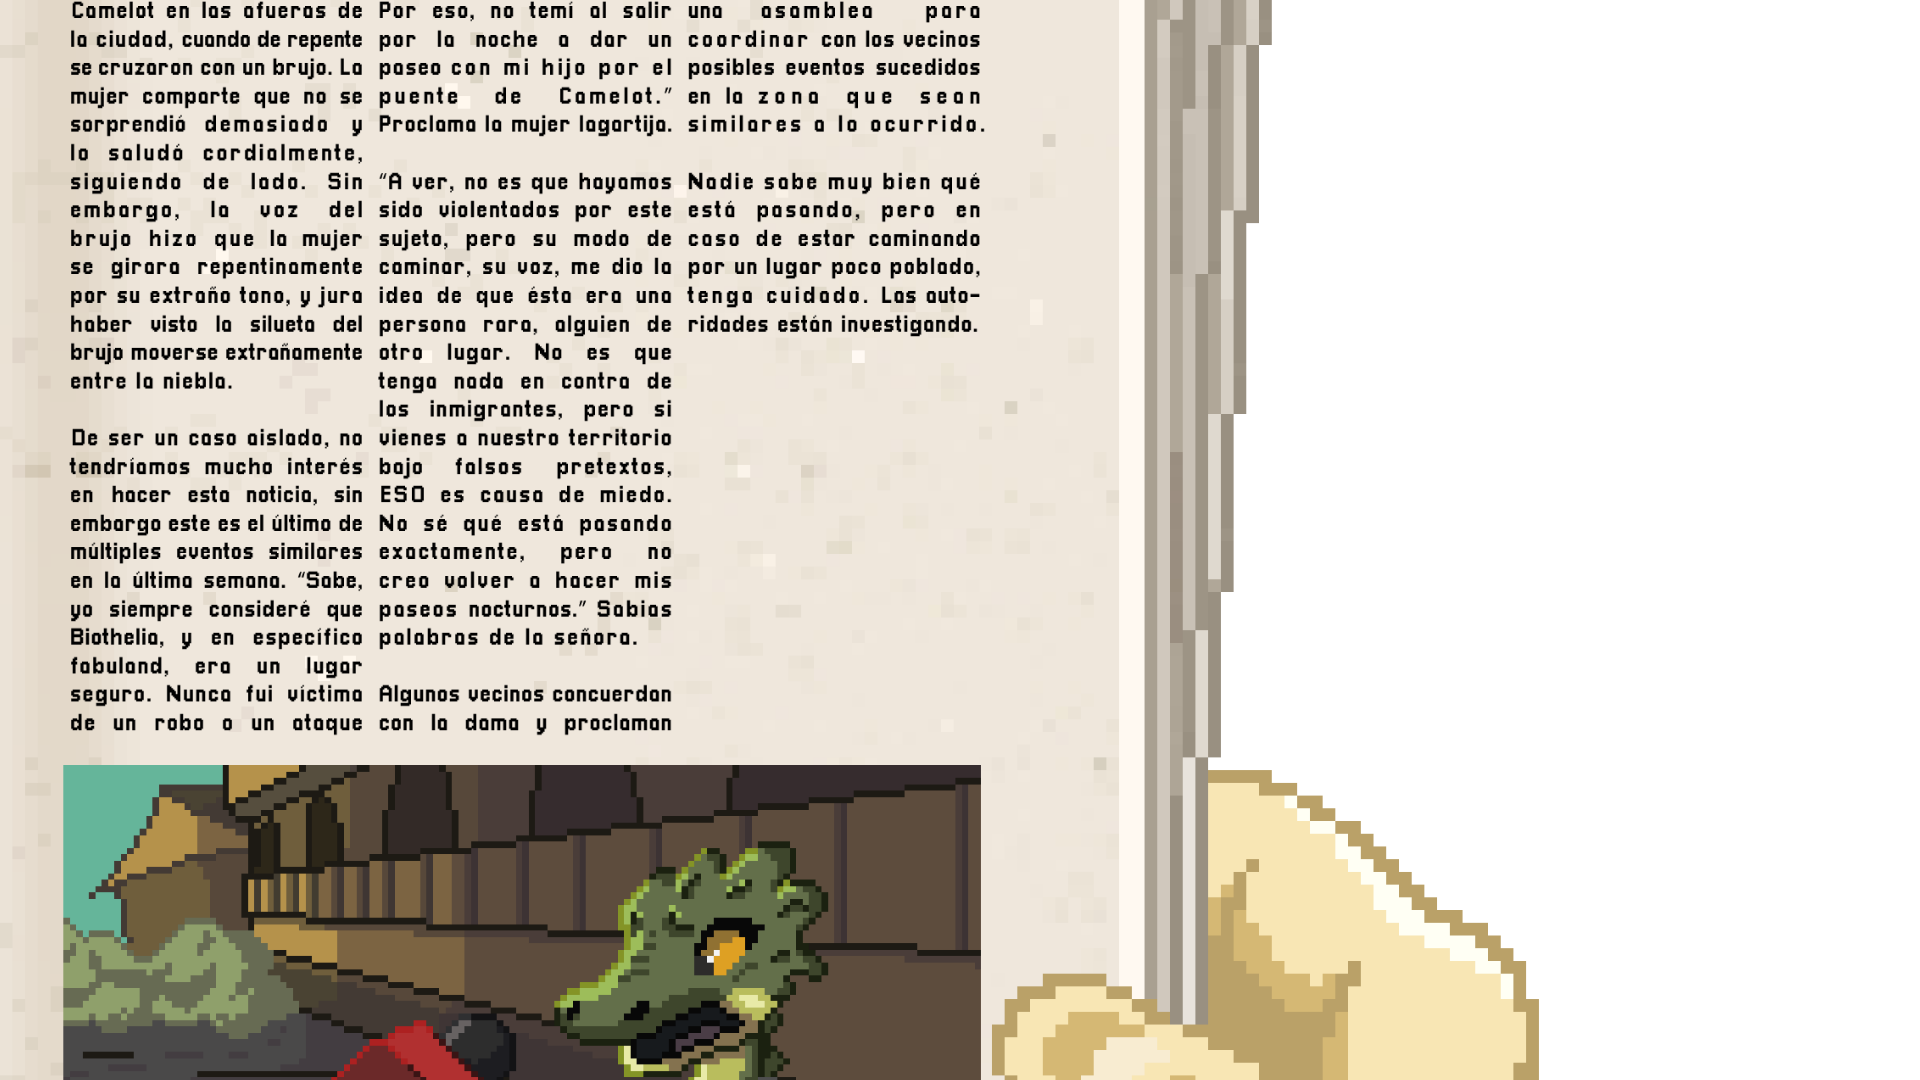 Camelot en las afueras de
la ciudad, cuando de repente
se cruzaron con un brujo. La
mujer comparte que no se
sorprendió demasiado y
lo saludó cordialmente,
siguiendo de lado. Sin
embargo, la voz del
brujo hizo que la mujer
se girara repentinamente
por su extraño tono, y jura
haber visto la silueta del
brujo moverse extrañamente
entre la niebla.
De ser un caso aislado, no
tendríamos mucho interés
en hacer esta noticia, sin
embargo este es el último de
múltiples eventos similares
en la última semana. "Sabe,
yo siempre consideré que
Biothelia, y en específico
fabuland, era un lugar
seguro. Nunca fui víctima
de un robo o un ataque
Por eso, no temí al salir
por la noche a dar un
paseo con mi hijo por el
puente de Camelot."
Proclama la mujer lagartija.
"A ver, no es que hayamos
sido violentados por este
sujeto, pero su modo de
caminar, su voz, me dio la
idea de que ésta era una
persona rara, alguien de
otro lugar. No es que
tenga nada en contra de
los inmigrantes, pero si
vienes a nuestro territorio
bajo falsos pretextos,
ESO es causa de miedo.
No sé qué está pasando
exactamente, pero no
creo volver a hacer mis
paseos nocturnos." Sabias
palabras de la señora.
Algunos vecinos concuerdan
con la dama y proclaman
una asamblea para
coordinar con los vecinos
posibles eventos sucedidos
en la zona que sean
similares a lo ocurrido.
Nadie sabe muy bien qué
está pasando, pero en
caso de estar caminando
por un lugar poco poblado,
tenga cuidado. Las auto-
ridades están investigando.